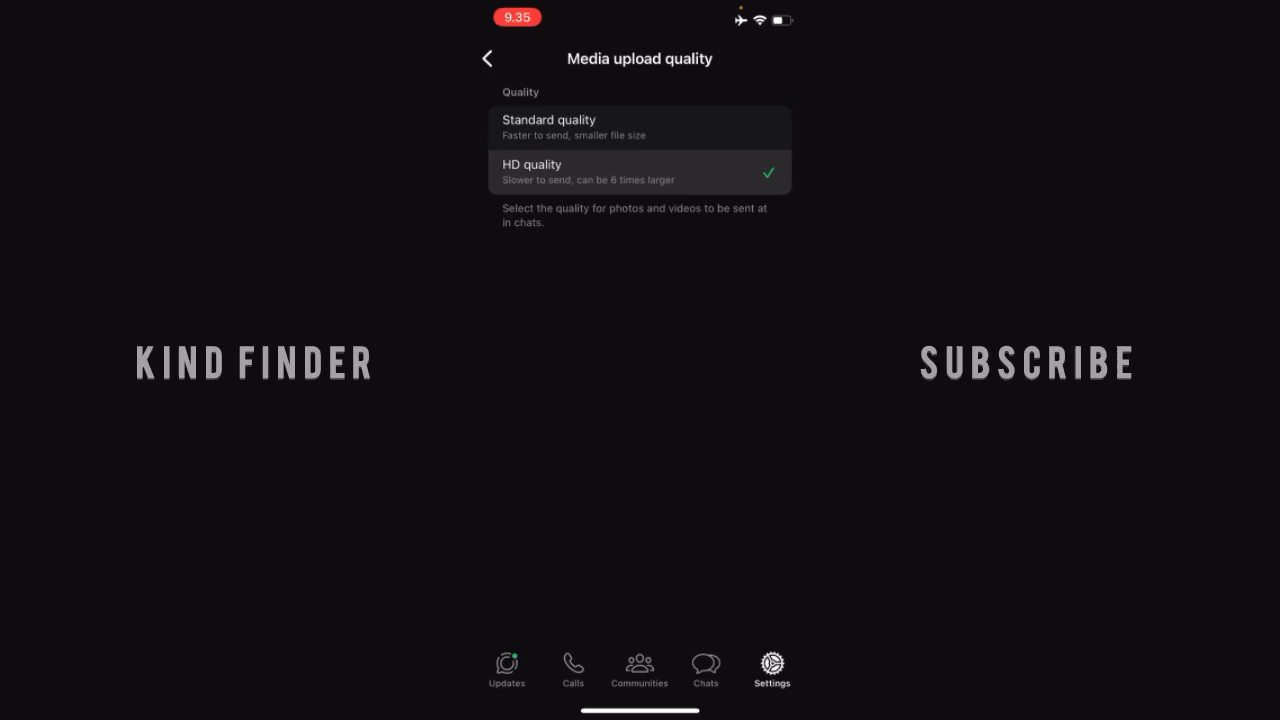 9.35
Media upload quality
Quality
Standard quality
Faster to send, smaller file size
HD quality
Slower to send, can be 6 times larger
Select the quality for photos and videos to be sent at
in chats.
KIND FINDER
SUBSCRIBE
Updates
Calls
Communities
Chats
Settings